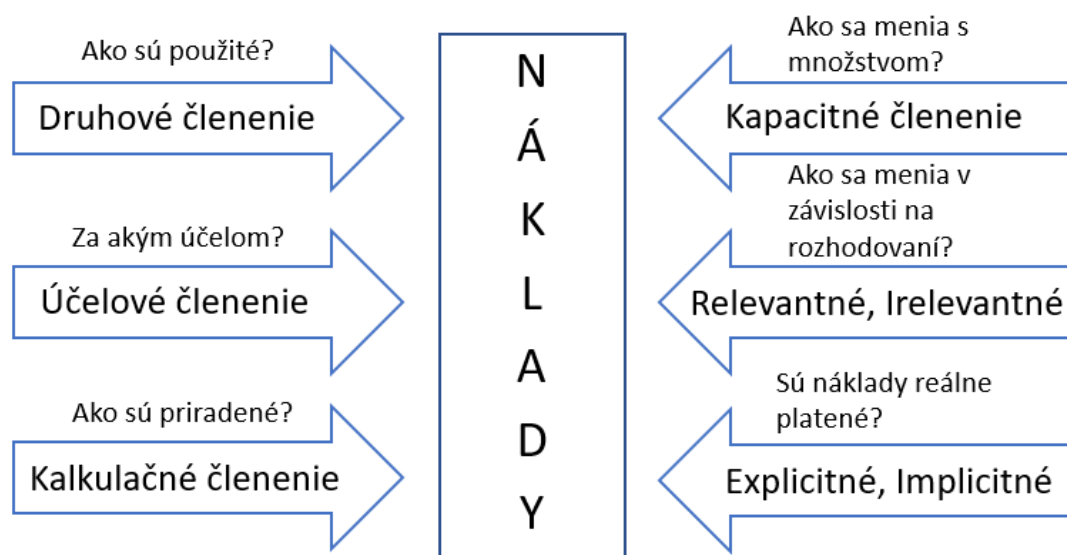 Ako sú použité?
Druhové členenie
Za akým účelom?
Účelové členenie
Ako sú priradené?
Kalkulačné členenie
N
Á
K
L
A
D
Y
Ako sa menia s
množstvom?
Kapacitné členenie
Ako sa menia v
závislosti na
rozhodovaní?
Relevantné, Irelevantné
Sú náklady reálne
platené?
Explicitné, Implicitné